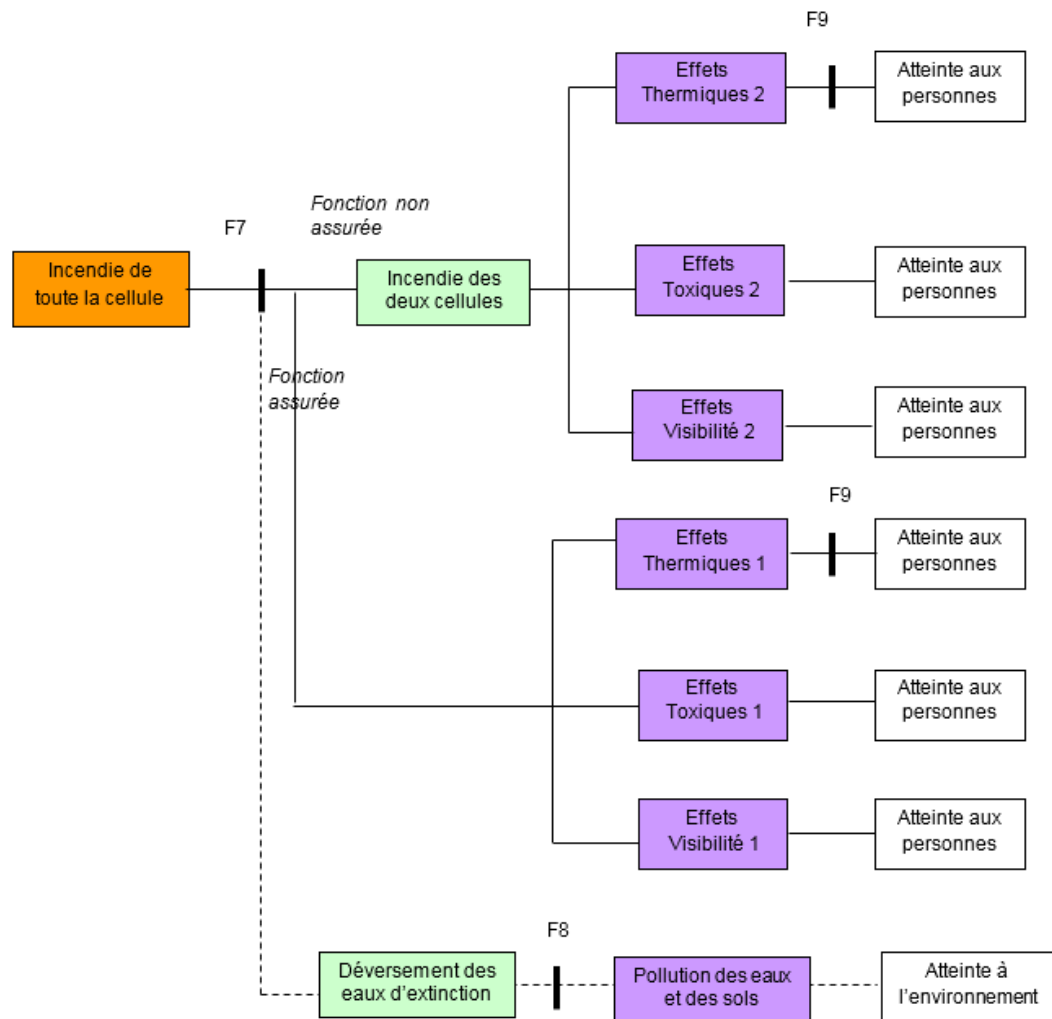 F9
Effets
Thermiques 2
Atteinte aux
personnes
Fonction non
assurée
F7
Incendie de
toute la cellule
Incendie des
deux cellules
Effets
Toxiques 2
Atteinte aux
personnes
Fonction
assurée
Effets
Visibilité 2
Atteinte aux
personnes
F9
Effets
Thermiques 1
Atteinte aux
personnes
Effets
Toxiques 1
Atteinte aux
personnes
Effets
Visibilité 1
Atteinte aux
personnes
F8
Déversement des
eaux d'extinction
Pollution des eaux
et des sols
Atteinte à
l'environnement